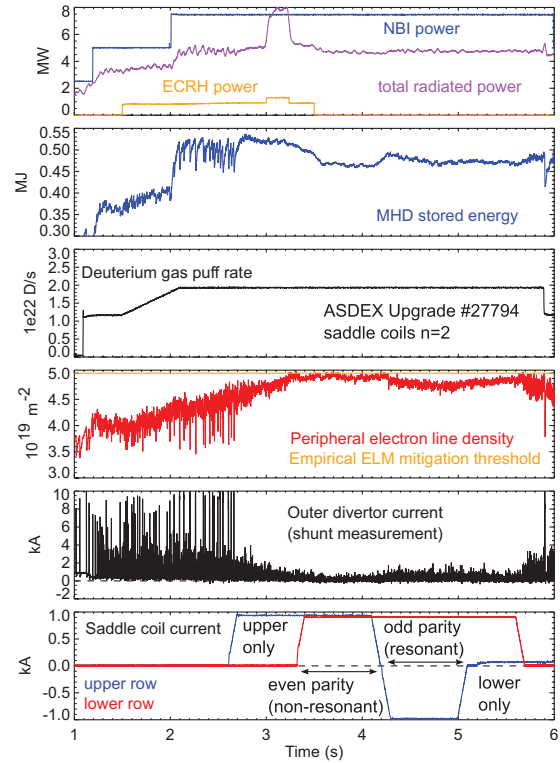 8
6
4
2
0
MW
NBI power
ECRH power
total radiated power
0.55
0.50
0.45
0.40
0.35
0.30
MJ
MHD stored energy
3.0
2.5
2.0
1.5
1.0
0.5
0.0
1e22 D/s
Deuterium gas puff rate
ASDEX Upgrade #27794
saddle coils n=2
5.0
4.5
4.0
3.5
3.0
10^19 m^-2
Peripheral electron line density
Empirical ELM mitigation threshold
10
8
6
4
2
0
-2
kA
Outer divertor current
(shunt measurement)
1.0
0.5
0.0
-0.5
-1.0
kA
Saddle coil current
upper
only
odd parity
(resonant)
upper row
lower row
even parity
(non-resonant)
lower
only
1 2 3 4 5 6
Time (s)